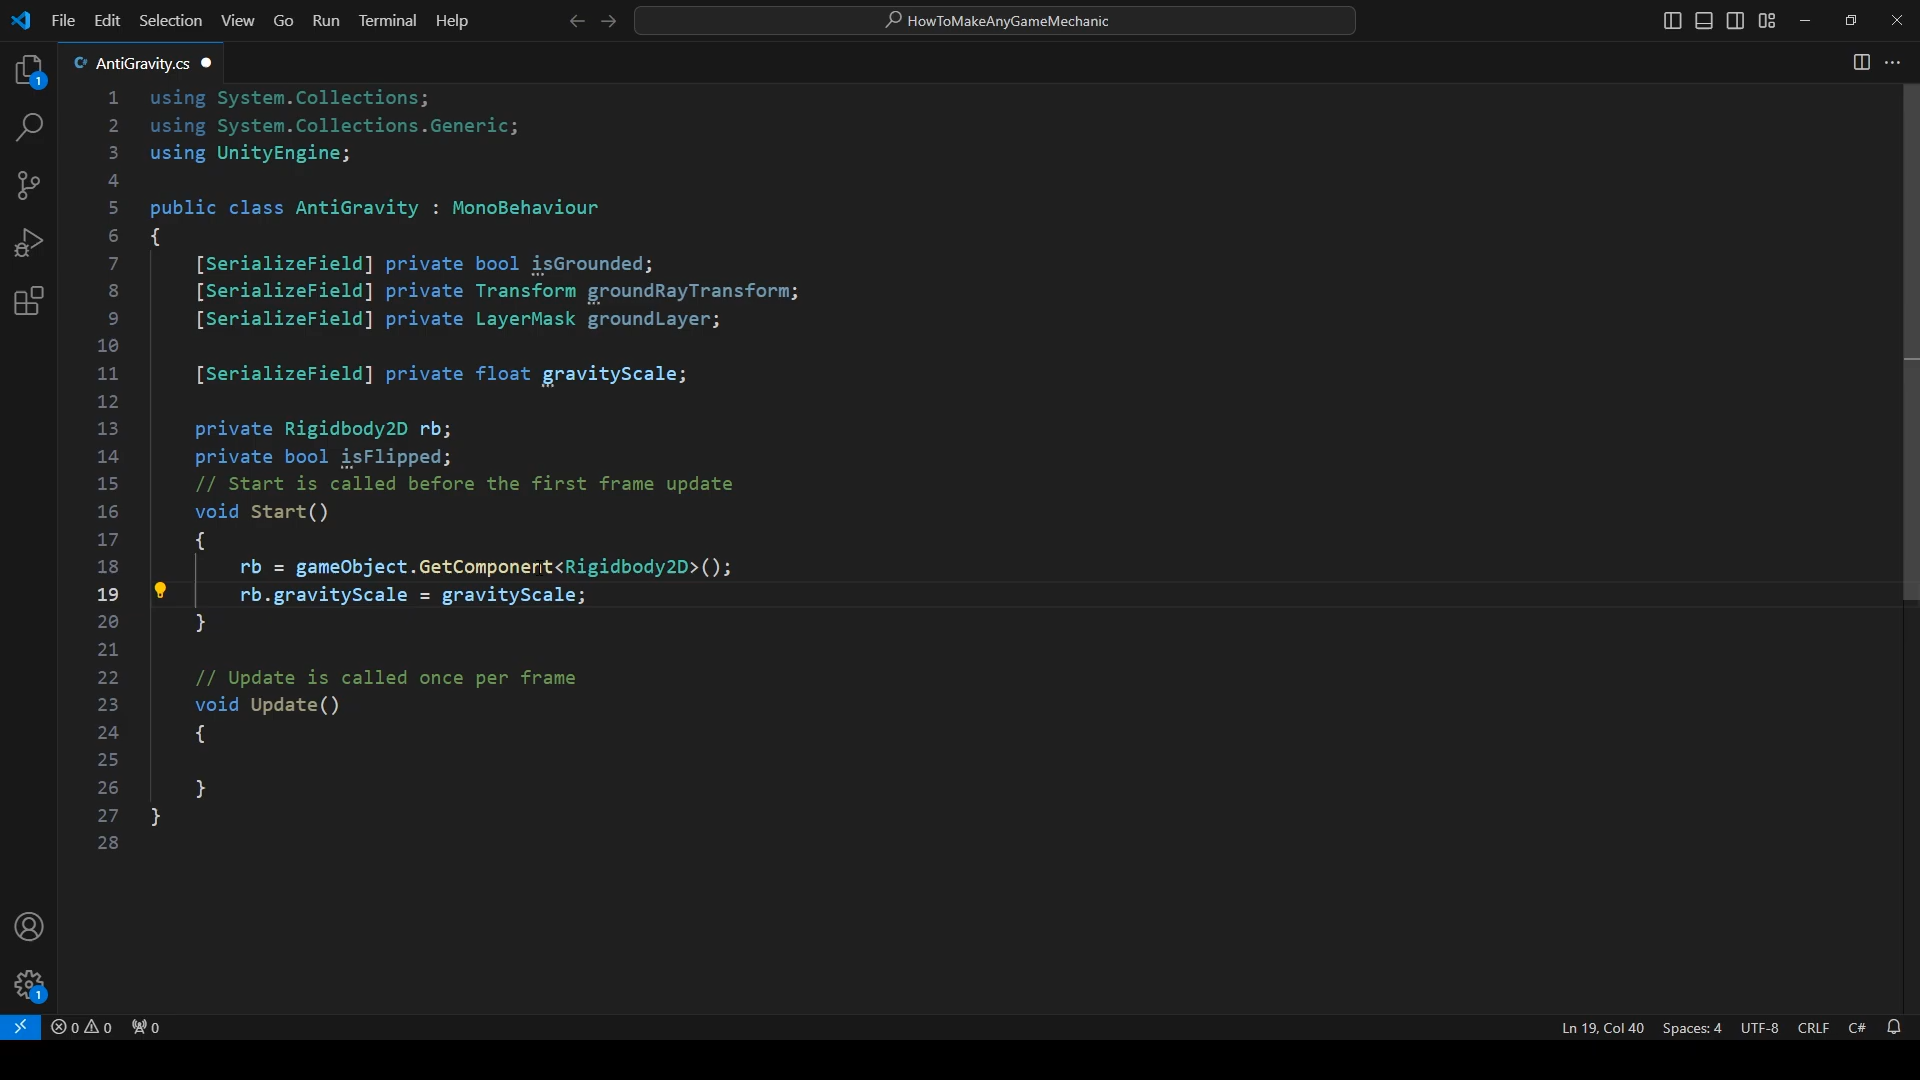 File Edit Selection View Go Run Terminal Help
HowToMakeAnyGameMechanic
1
C# AntiGravity.cs
1 using System.Collections;
2 using System.Collections.Generic;
3 using UnityEngine;
4
5 public class AntiGravity : MonoBehaviour
6 {
7 [SerializeField] private bool isGrounded;
8 [SerializeField] private Transform groundRayTransform;
9 [SerializeField] private LayerMask groundLayer;
10
11 [SerializeField] private float gravityScale;
12
13 private Rigidbody2D rb;
14 private bool isFlipped;
15 // Start is called before the first frame update
16 void Start()
17 {
18 rb = gameObject.GetComponent<Rigidbody2D>();
19 rb.gravityScale = gravityScale;
20 }
21
22 // Update is called once per frame
23 void Update()
24 {
25
26 }
27 }
28
1
0 0 0 Ln 19, Col 40 Spaces: 4 UTF-8 CRLF C#